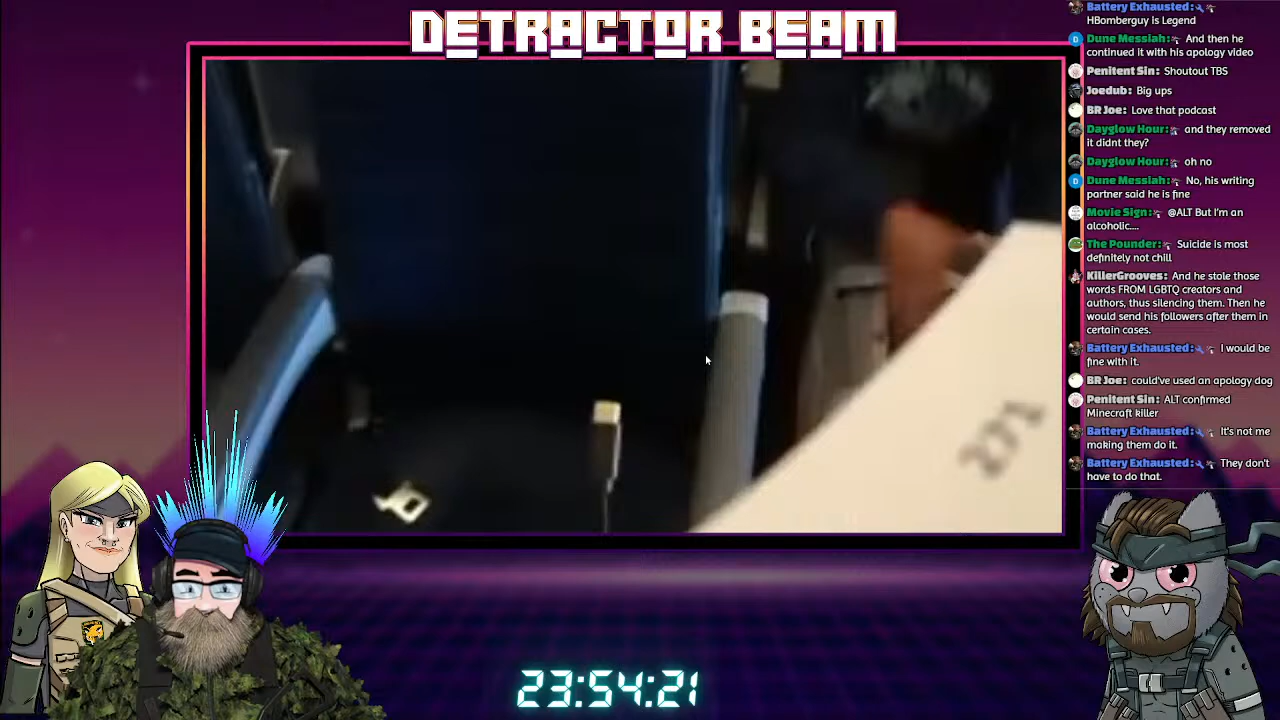 DETRACTOR BEAM
Battery Exhausted:
HBomberguy is Legend
Dune Messiah: And then he
continued it with his apology video
Penitent Sin: Shoutout TBS
Joedub: Big ups
BR Joe: Love that podcast
Dayglow Hour: and they removed
it didnt they?
Dayglow Hour: oh no
Dune Messiah: No, his writing
partner said he is fine
Movie Sign: @ALT But I'm an
alcoholic....
The Pounder: Suicide is most
definitely not chill
KillerGrooves: And he stole those
words FROM LGBTQ creators and
authors, thus silencing them. Then he
would send his followers after them in
certain cases.
Battery Exhausted: I would be
fine with it.
BR Joe: could've used an apology dog
Penitent Sin: ALT confirmed
Minecraft killer
Battery Exhausted: It's not me
making them do it.
Battery Exhausted: They don't
have to do that.
23:54:21